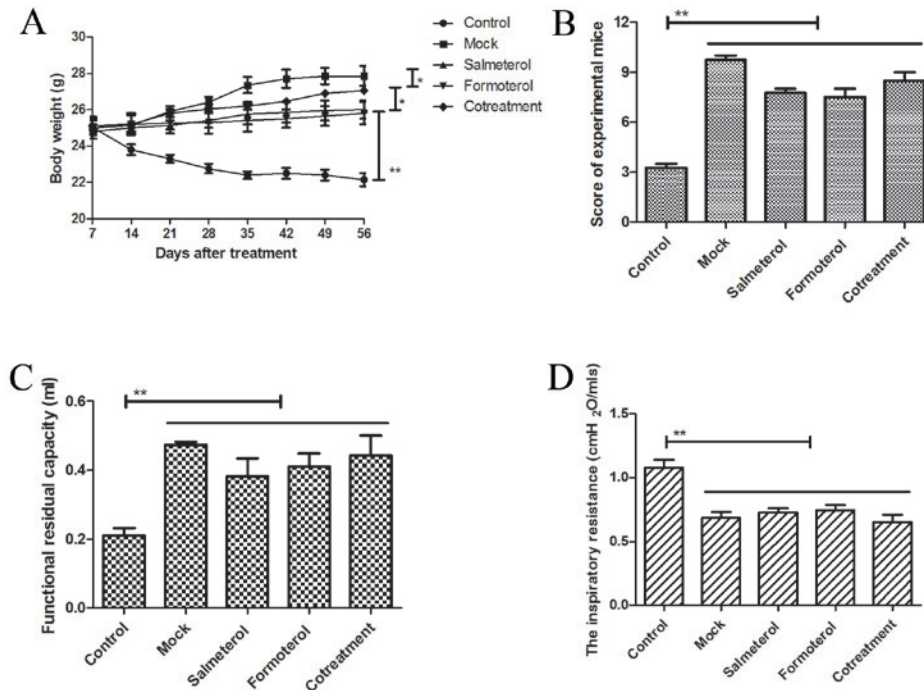 A
Body weight (g)
30
28
26
24
22
20
7 14 21 28 35 42 49 56
Days after treatment
Control
Mock
Salmeterol
Formoterol
Cotreatment
*
*
**
B
Score of experimental mice
12
9
6
3
0
**
Control
Mock
Salmeterol
Formoterol
Cotreatment
C
Functional residual capacity (ml)
0.6
0.4
0.2
0.0
**
Control
Mock
Salmeterol
Formoterol
Cotreatment
D
The inspiratory resistance (cmH 2O/mls)
1.5
1.0
0.5
0.0
**
Control
Mock
Salmeterol
Formoterol
Cotreatment